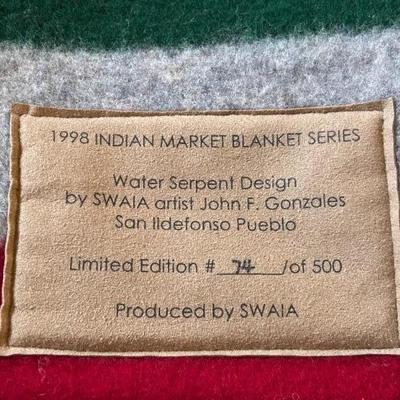 1998 INDIAN MARKET BLANKET SERIES
Water Serpent Design
by SWAIA artist John F. Gonzales
San Ildefonso Pueblo
Limited Edition # 74 /of 500
Produced by SWAIA